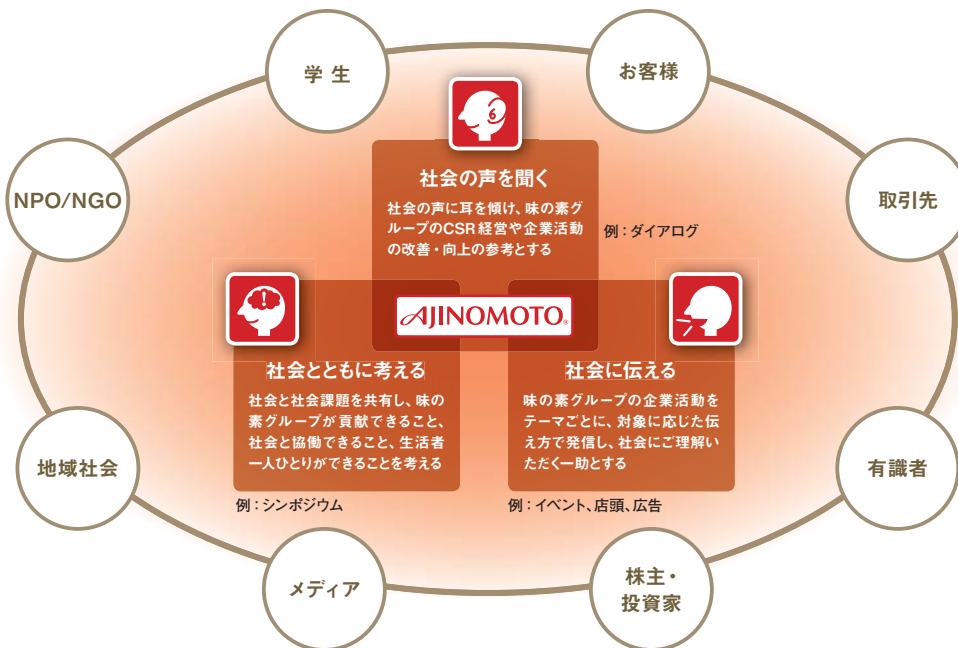 学 生
お客様
NPO/NGO
取引先
社会の声を聞く
社会の声に耳を傾け、味の素グ
ループのCSR経営や企業活動
の改善・向上の参考とする
例：ダイアログ
AJINOMOTO®
社会とともに考える
社会と社会課題を共有し、味の
素グループが貢献できること、
社会と協働できること、生活者
一人ひとりができることを考える
例：シンポジウム
社会に伝える
味の素グループの企業活動を
テーマごとに、対象に応じた伝
え方で発信し、社会にご理解い
ただく一助とする
例：イベント、店頭、広告
地域社会
有識者
メディア
株主・
投資家